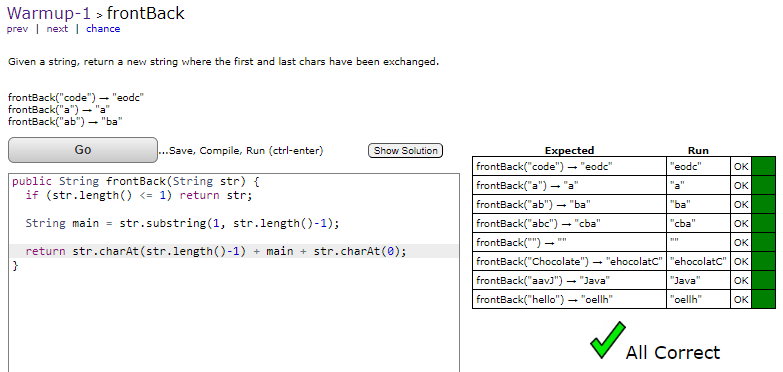 Warmup-1 > frontBack
prev | next | chance
Given a string, return a new string where the first and last chars have been exchanged.
frontBack("code") → "eodc"
frontBack("a") → "a"
frontBack("ab") → "ba"
Go
...Save, Compile, Run (ctrl-enter)
Show Solution
public String frontBack(String str) {
  if (str.length() <= 1) return str;
  String main = str.substring(1, str.length()-1);
  return str.charAt(str.length()-1) + main + str.charAt(0);
}
Expected Run
frontBack("code") → "eodc" "eodc" OK
frontBack("a") → "a" "a" OK
frontBack("ab") → "ba" "ba" OK
frontBack("abc") → "cba" "cba" OK
frontBack("") → "" "" OK
frontBack("Chocolate") → "ehocolatC" "ehocolatC" OK
frontBack("aavJ") → "Java" "Java" OK
frontBack("hello") → "oellh" "oellh" OK
All Correct